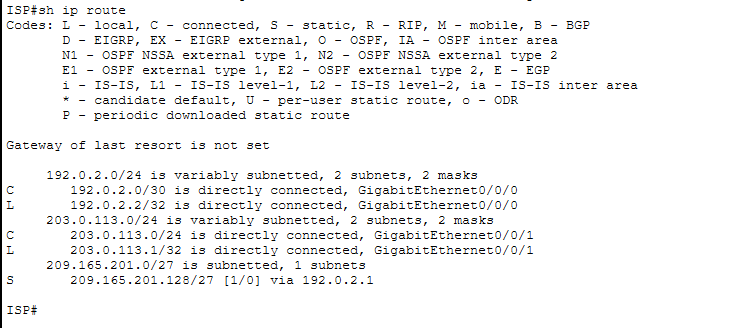 ISP#sh ip route
Codes: L - local, C - connected, S - static, R - RIP, M - mobile, B - BGP
       D - EIGRP, EX - EIGRP external, O - OSPF, IA - OSPF inter area
       N1 - OSPF NSSA external type 1, N2 - OSPF NSSA external type 2
       E1 - OSPF external type 1, E2 - OSPF external type 2, E - EGP
       i - IS-IS, L1 - IS-IS level-1, L2 - IS-IS level-2, ia - IS-IS inter area
       * - candidate default, U - per-user static route, o - ODR
       P - periodic downloaded static route

Gateway of last resort is not set

     192.0.2.0/24 is variably subnetted, 2 subnets, 2 masks
C       192.0.2.0/30 is directly connected, GigabitEthernet0/0/0
L       192.0.2.2/32 is directly connected, GigabitEthernet0/0/0
     203.0.113.0/24 is variably subnetted, 2 subnets, 2 masks
C       203.0.113.0/24 is directly connected, GigabitEthernet0/0/1
L       203.0.113.1/32 is directly connected, GigabitEthernet0/0/1
     209.165.201.0/27 is subnetted, 1 subnets
S       209.165.201.128/27 [1/0] via 192.0.2.1

ISP#